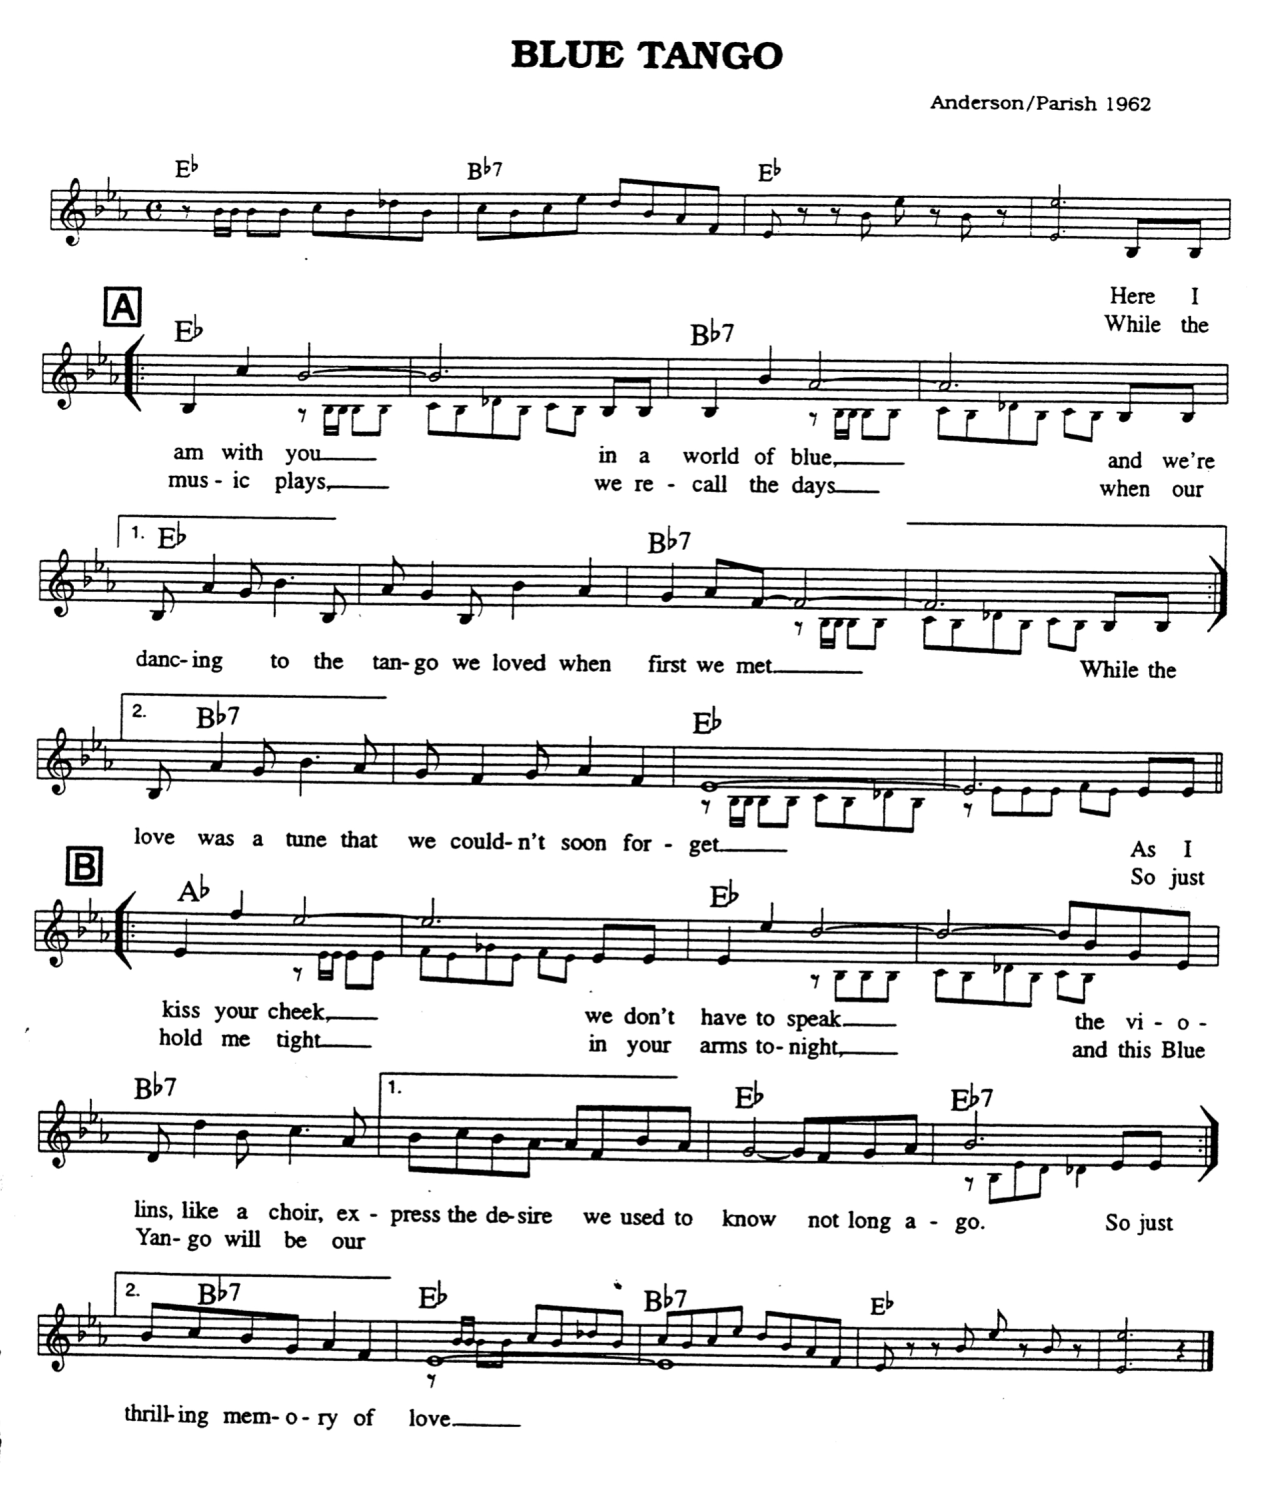 BLUE TANGO
Anderson/Parish 1962
E♭ B♭7 E♭
Here I
While the
A
E♭ B♭7
am with you in a world of blue, and we're
mus - ic plays, we re - call the days when our
1. E♭ B♭7
danc- ing to the tan- go we loved when first we met While the
2. B♭7 E♭
love was a tune that we could- n't soon for - get
As I
So just
B
A♭ E♭
kiss your cheek, we don't have to speak the vi - o -
hold me tight in your arms to- night, and this Blue
B♭7 1. E♭ E♭7
lins, like a choir, ex - press the de- sire we used to know not long a - go. So just
Yan- go will be our
2. B♭7 E♭ B♭7 E♭
thrill- ing mem- o - ry of love